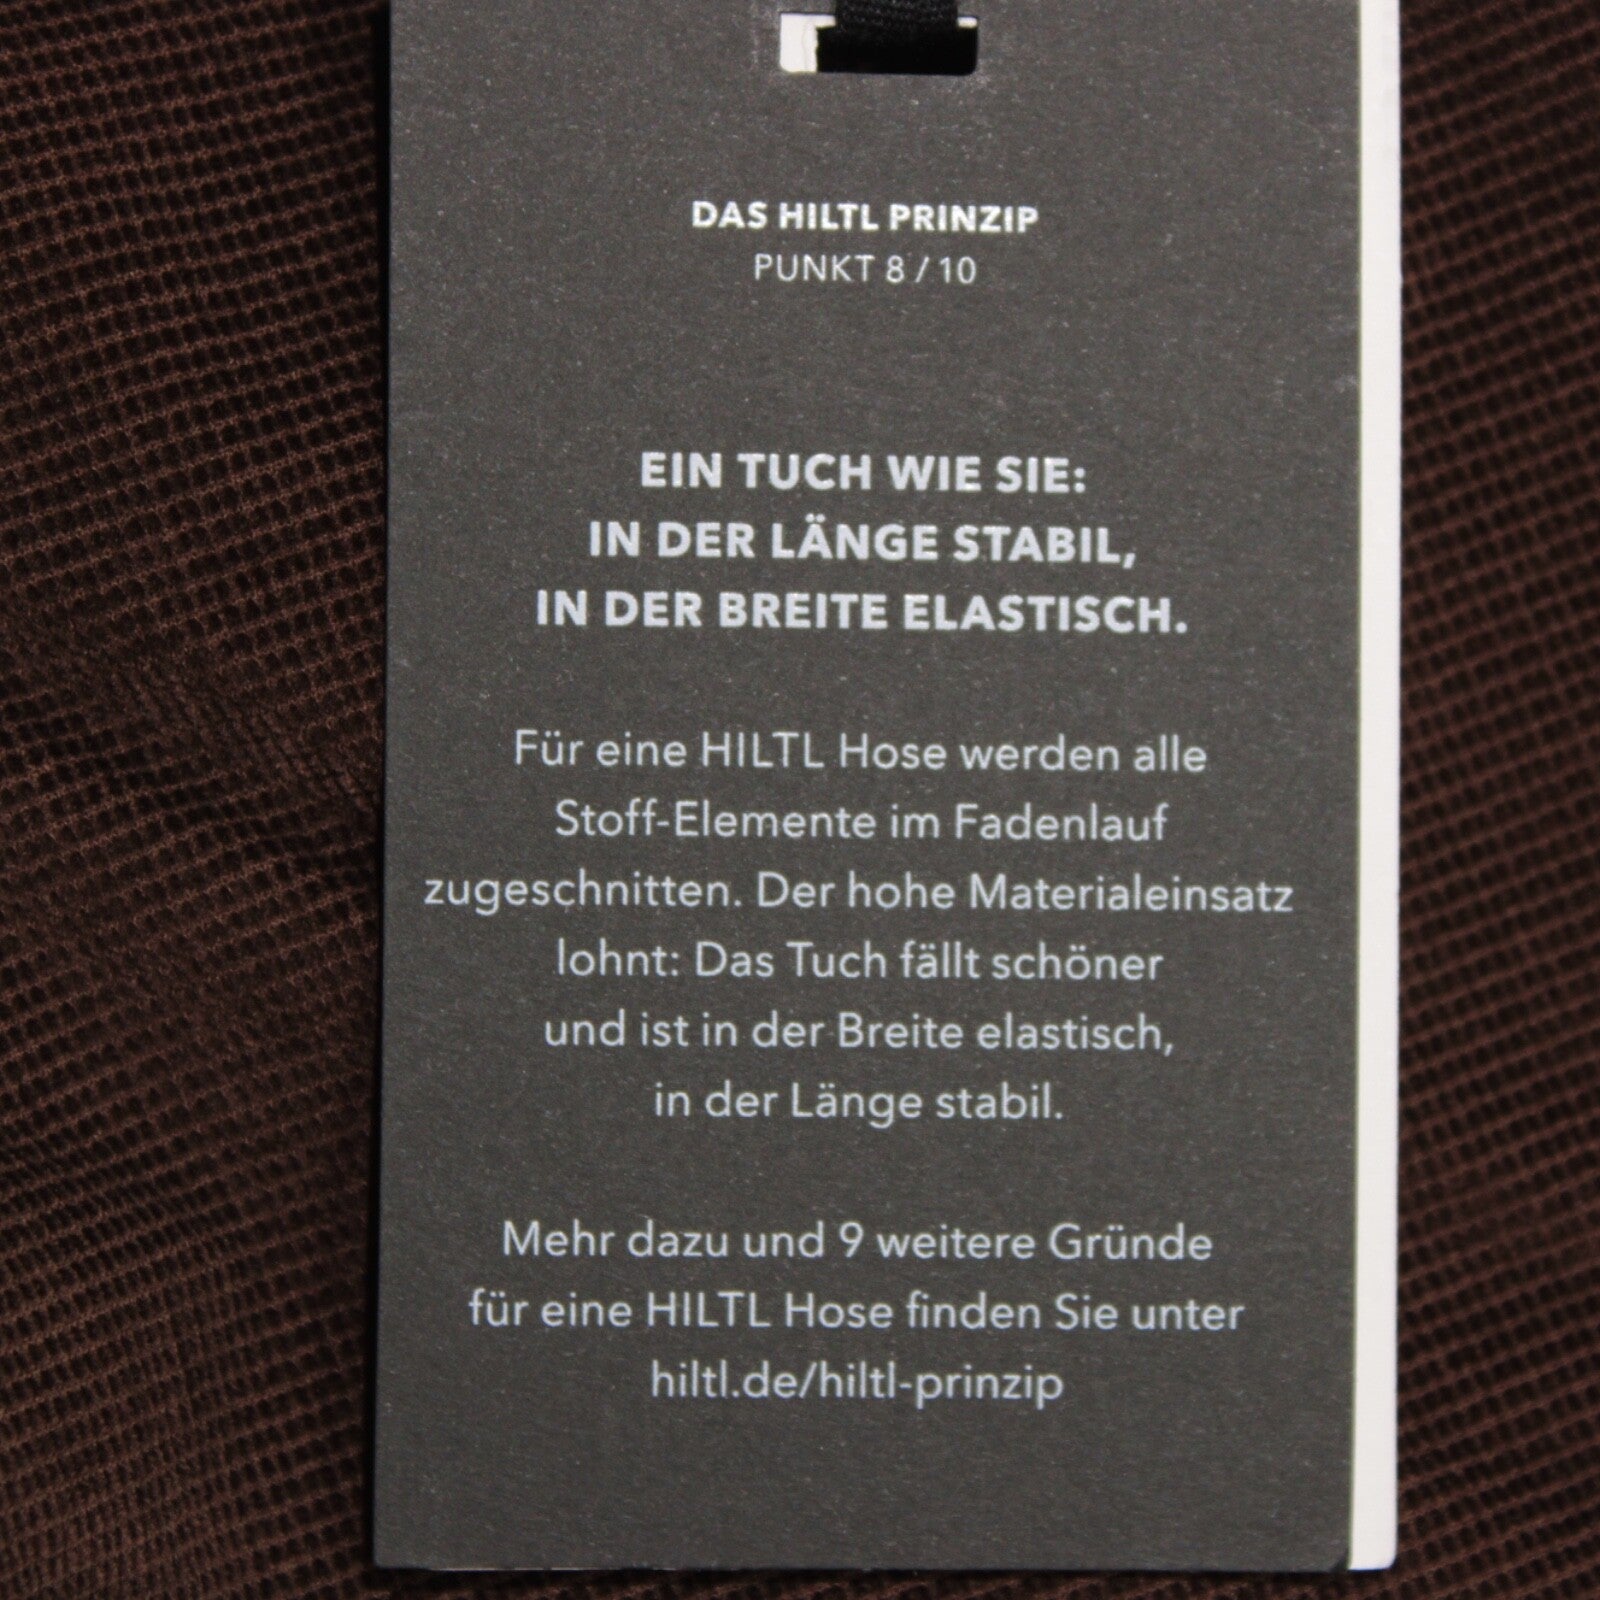 DAS HILTL PRINZIP
PUNKT 8 / 10
EIN TUCH WIE SIE:
IN DER LÄNGE STABIL,
IN DER BREITE ELASTISCH.
Für eine HILTL Hose werden alle
Stoff-Elemente im Fadenlauf
zugeschnitten. Der hohe Materialeinsatz
lohnt: Das Tuch fällt schöner
und ist in der Breite elastisch,
in der Länge stabil.
Mehr dazu und 9 weitere Gründe
für eine HILTL Hose finden Sie unter
hiltl.de/hiltl-prinzip